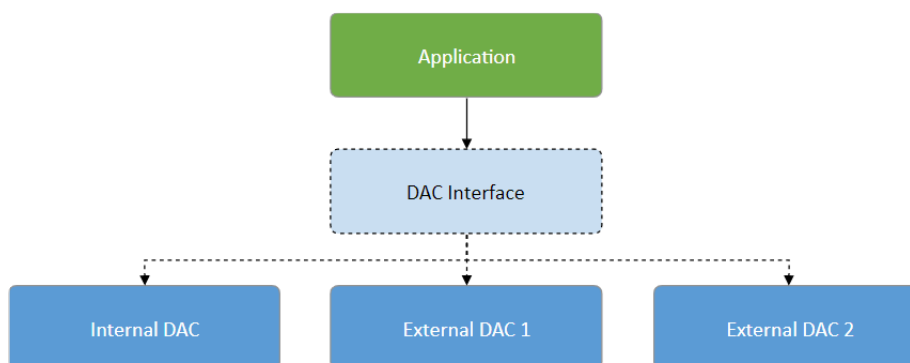 Application
DAC Interface
Internal DAC
External DAC 1
External DAC 2